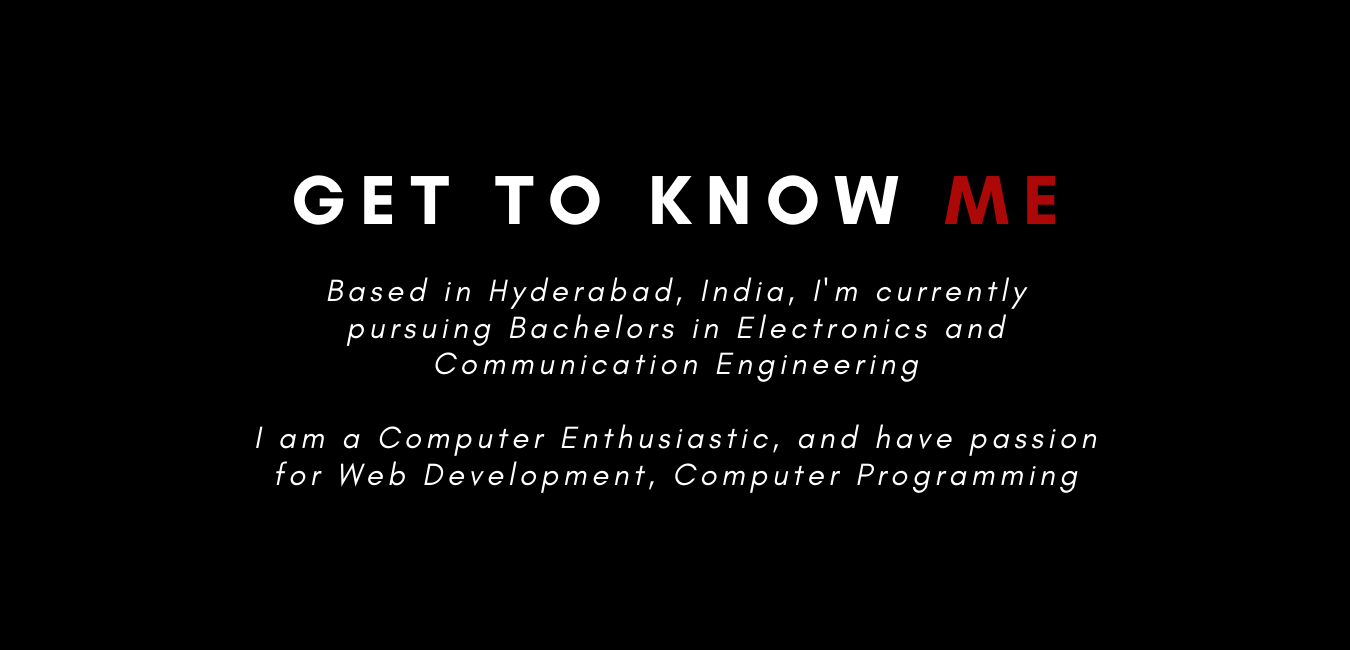 GET TO KNOW ME
Based in Hyderabad, India, I'm currently
pursuing Bachelors in Electronics and
Communication Engineering
I am a Computer Enthusiastic, and have passion
for Web Development, Computer Programming